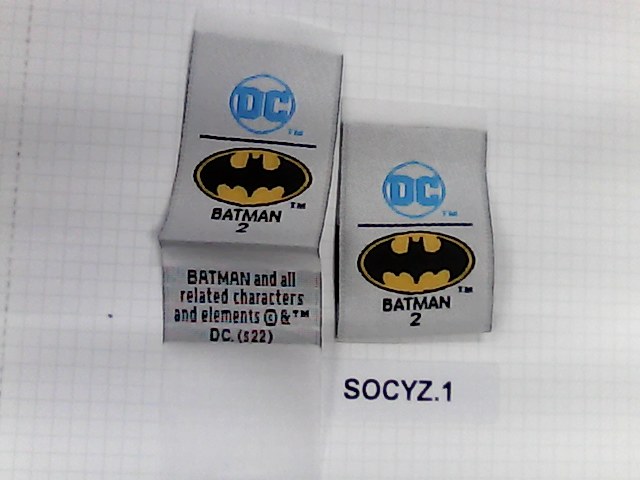 DC
TM
TM
BATMAN
2
BATMAN and all
related characters
and elements © & ™
DC. (s22)
DC
TM
TM
BATMAN
2
SOCYZ.1